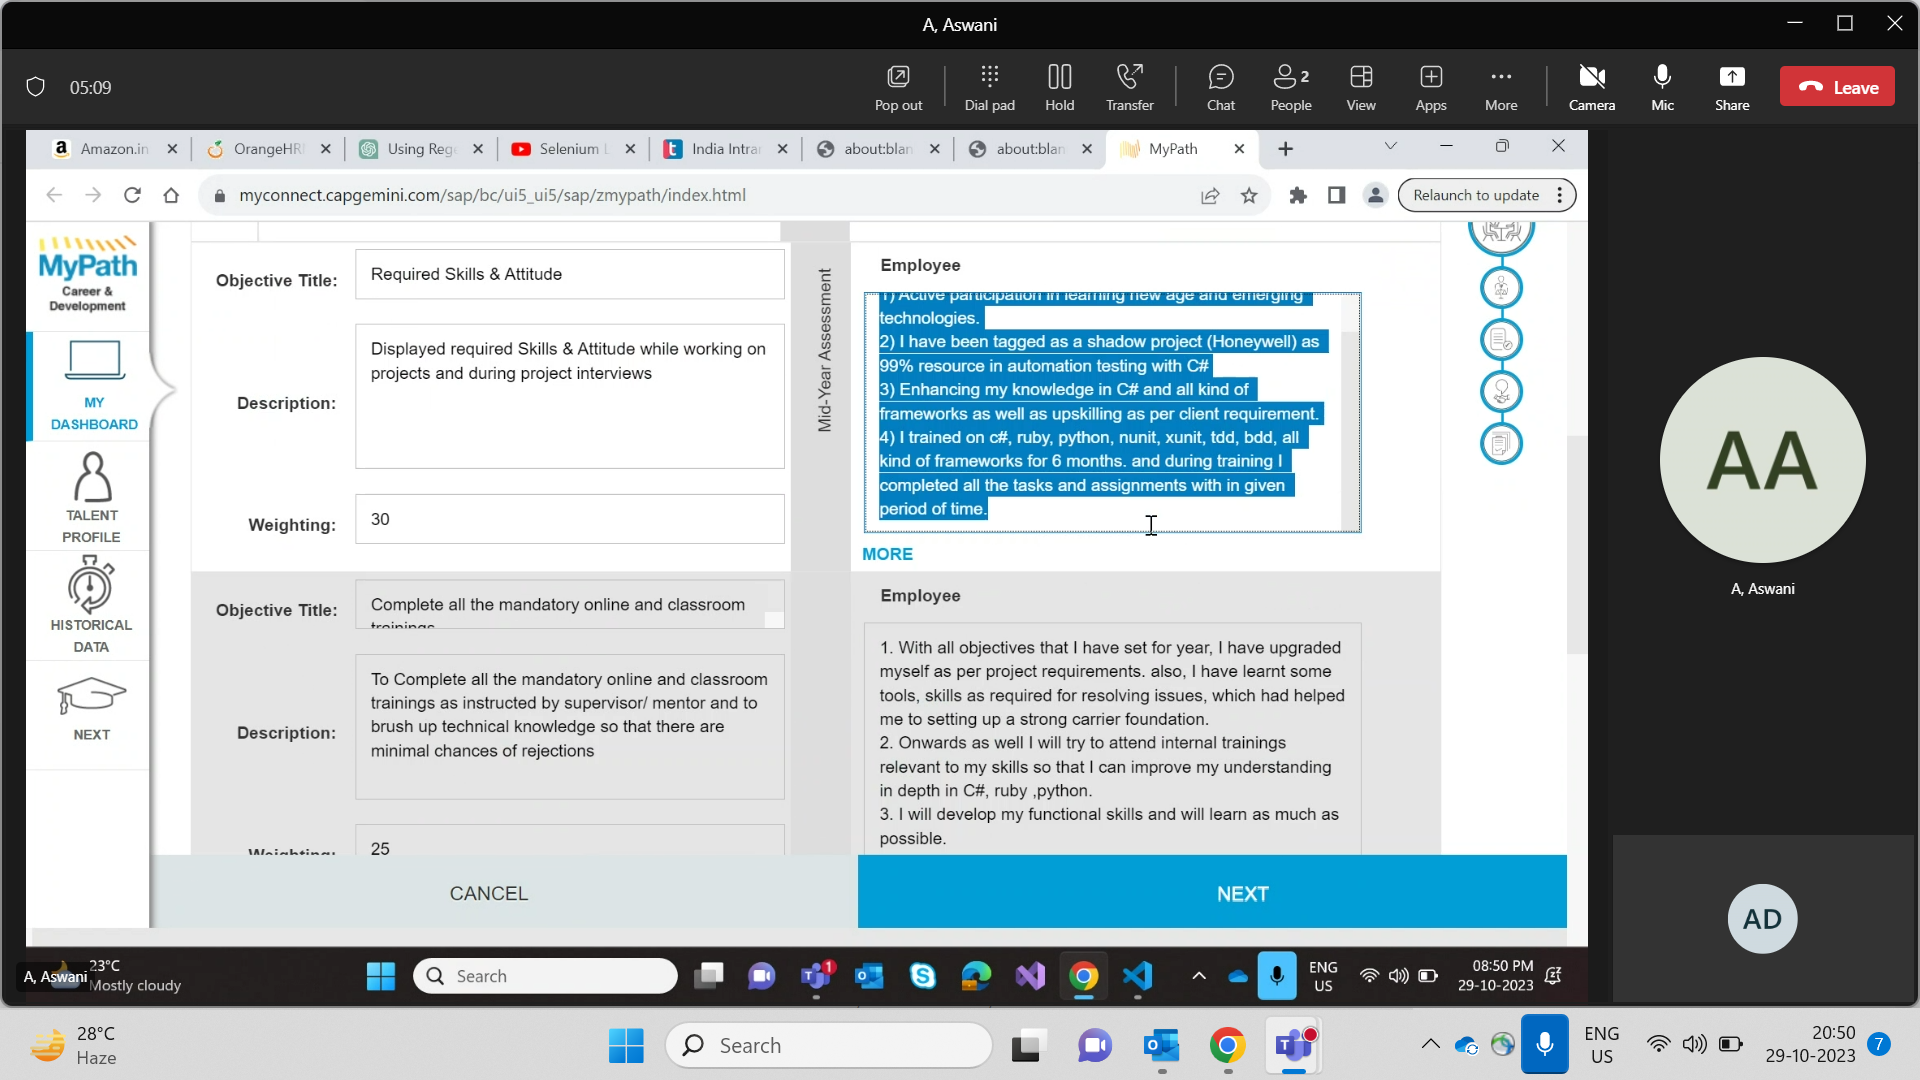 A, Aswani
05:09
Pop out
Dial pad
Hold
Transfer
Chat
2
People
View
Apps
More
Camera
Mic
Share
Leave
Amazon.in
OrangeHR
Using Reg
Selenium
India Intra
about:blan
about:blan
MyPath
myconnect.capgemini.com/sap/bc/ui5_ui5/sap/zmypath/index.html
Relaunch to update
MyPath
Career &
Development
MY
DASHBOARD
TALENT
PROFILE
HISTORICAL
DATA
NEXT
Objective Title:
Required Skills & Attitude
Description:
Displayed required Skills & Attitude while working on
projects and during project interviews
Weighting:
30
Mid-Year Assessment
Employee
1) Active participation in learning new age and emerging
technologies.
2) I have been tagged as a shadow project (Honeywell) as
99% resource in automation testing with C#
3) Enhancing my knowledge in C# and all kind of
frameworks as well as upskilling as per client requirement.
4) I trained on c#, ruby, python, nunit, xunit, tdd, bdd, all
kind of frameworks for 6 months. and during training I
completed all the tasks and assignments with in given
period of time.
MORE
Objective Title:
Complete all the mandatory online and classroom
trainings
Description:
To Complete all the mandatory online and classroom
trainings as instructed by supervisor/ mentor and to
brush up technical knowledge so that there are
minimal chances of rejections
Weighting:
25
Employee
1. With all objectives that I have set for year, I have upgraded
myself as per project requirements. also, I have learnt some
tools, skills as required for resolving issues, which had helped
me to setting up a strong carrier foundation.
2. Onwards as well I will try to attend internal trainings
relevant to my skills so that I can improve my understanding
in depth in C#, ruby ,python.
3. I will develop my functional skills and will learn as much as
possible.
CANCEL
NEXT
AA
A, Aswani
AD
A, Aswani
23°C
Mostly cloudy
Search
1
ENG
US
08:50 PM
29-10-2023
28°C
Haze
Search
ENG
US
20:50
29-10-2023
7